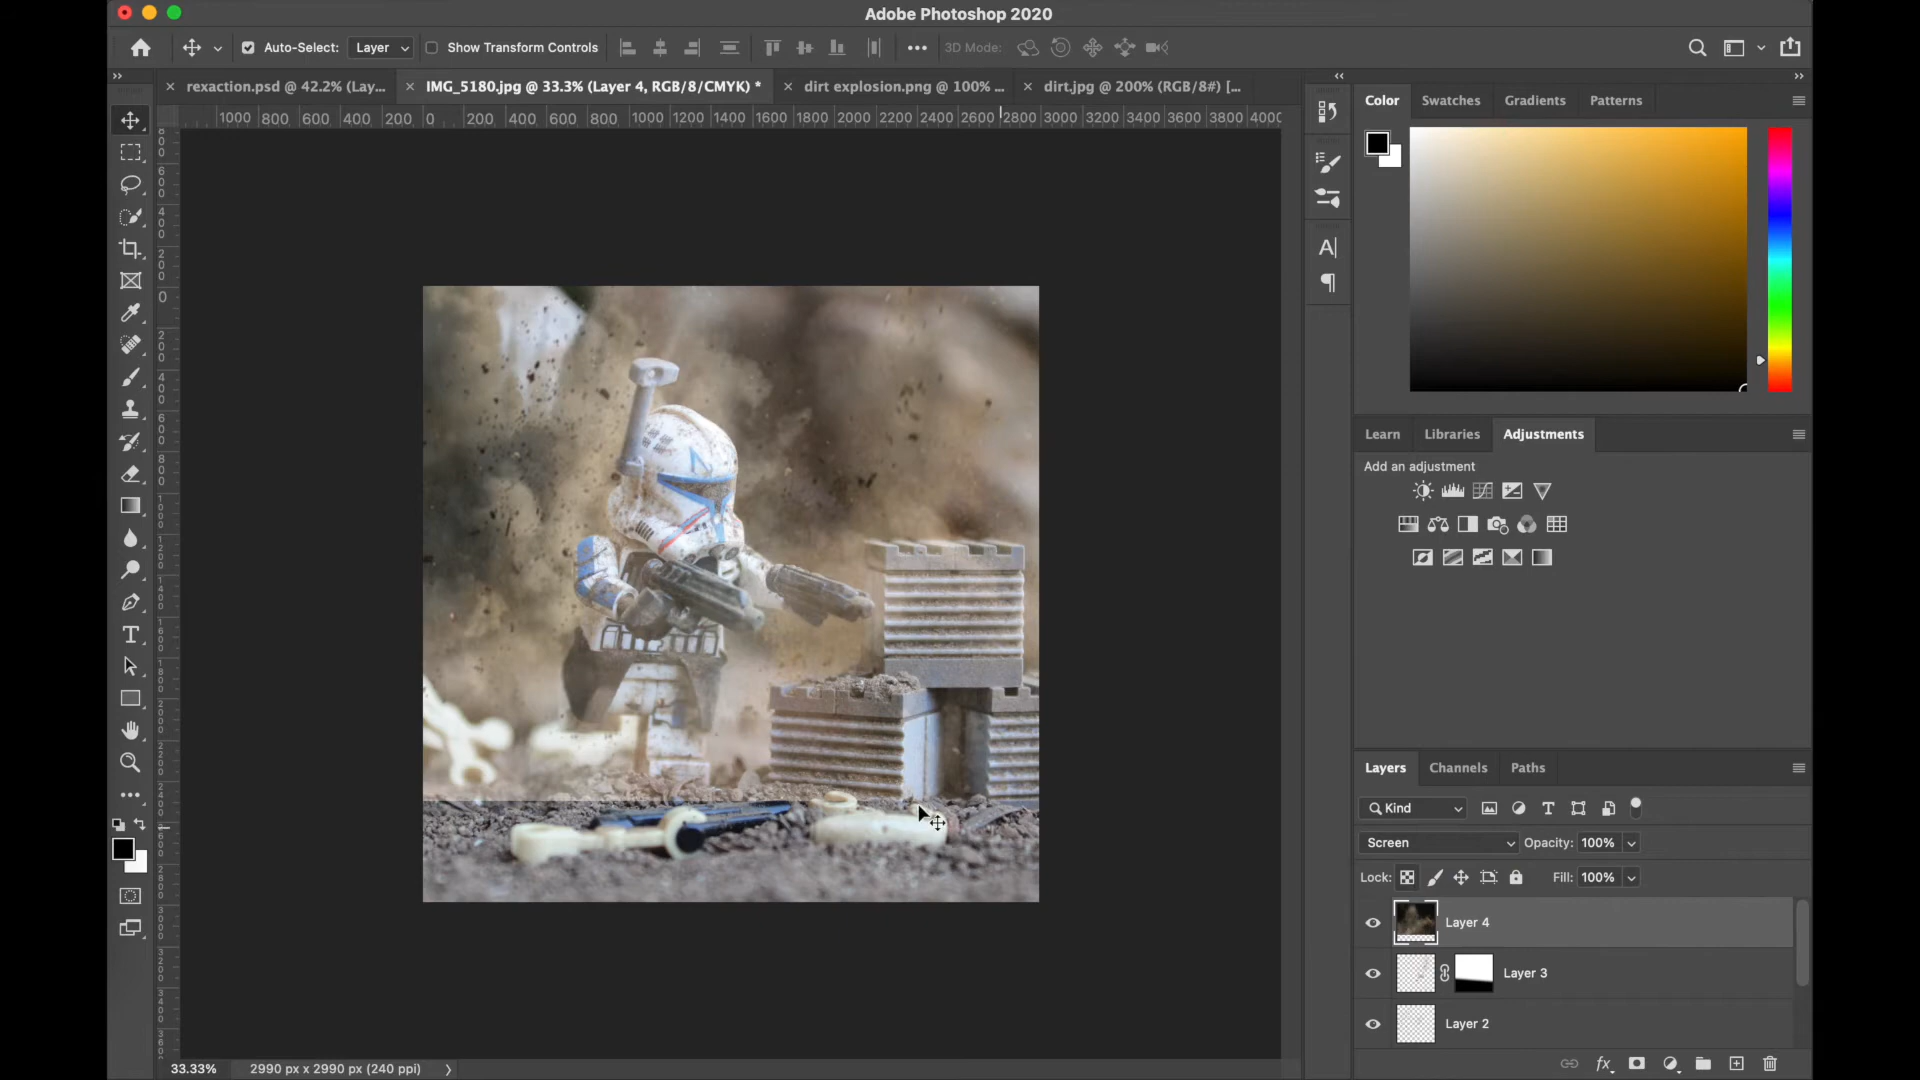 Adobe Photoshop 2020
Auto-Select: Layer Show Transform Controls 3D Mode:
rexaction.psd @ 42.2% (Lay... IMG_5180.jpg @ 33.3% (Layer 4, RGB/8/CMYK) * dirt explosion.png @ 100% ... dirt.jpg @ 200% (RGB/8#) [...
1000 800 600 400 200 0 200 400 600 800 1000 1200 1400 1600 1800 2000 2200 2400 2600 2800 3000 3200 3400 3600 3800 4000
Color Swatches Gradients Patterns
Learn Libraries Adjustments
Add an adjustment
Layers Channels Paths
Kind
Screen Opacity: 100%
Lock: Fill: 100%
Layer 4
Layer 3
Layer 2
33.33% 2990 px x 2990 px (240 ppi)